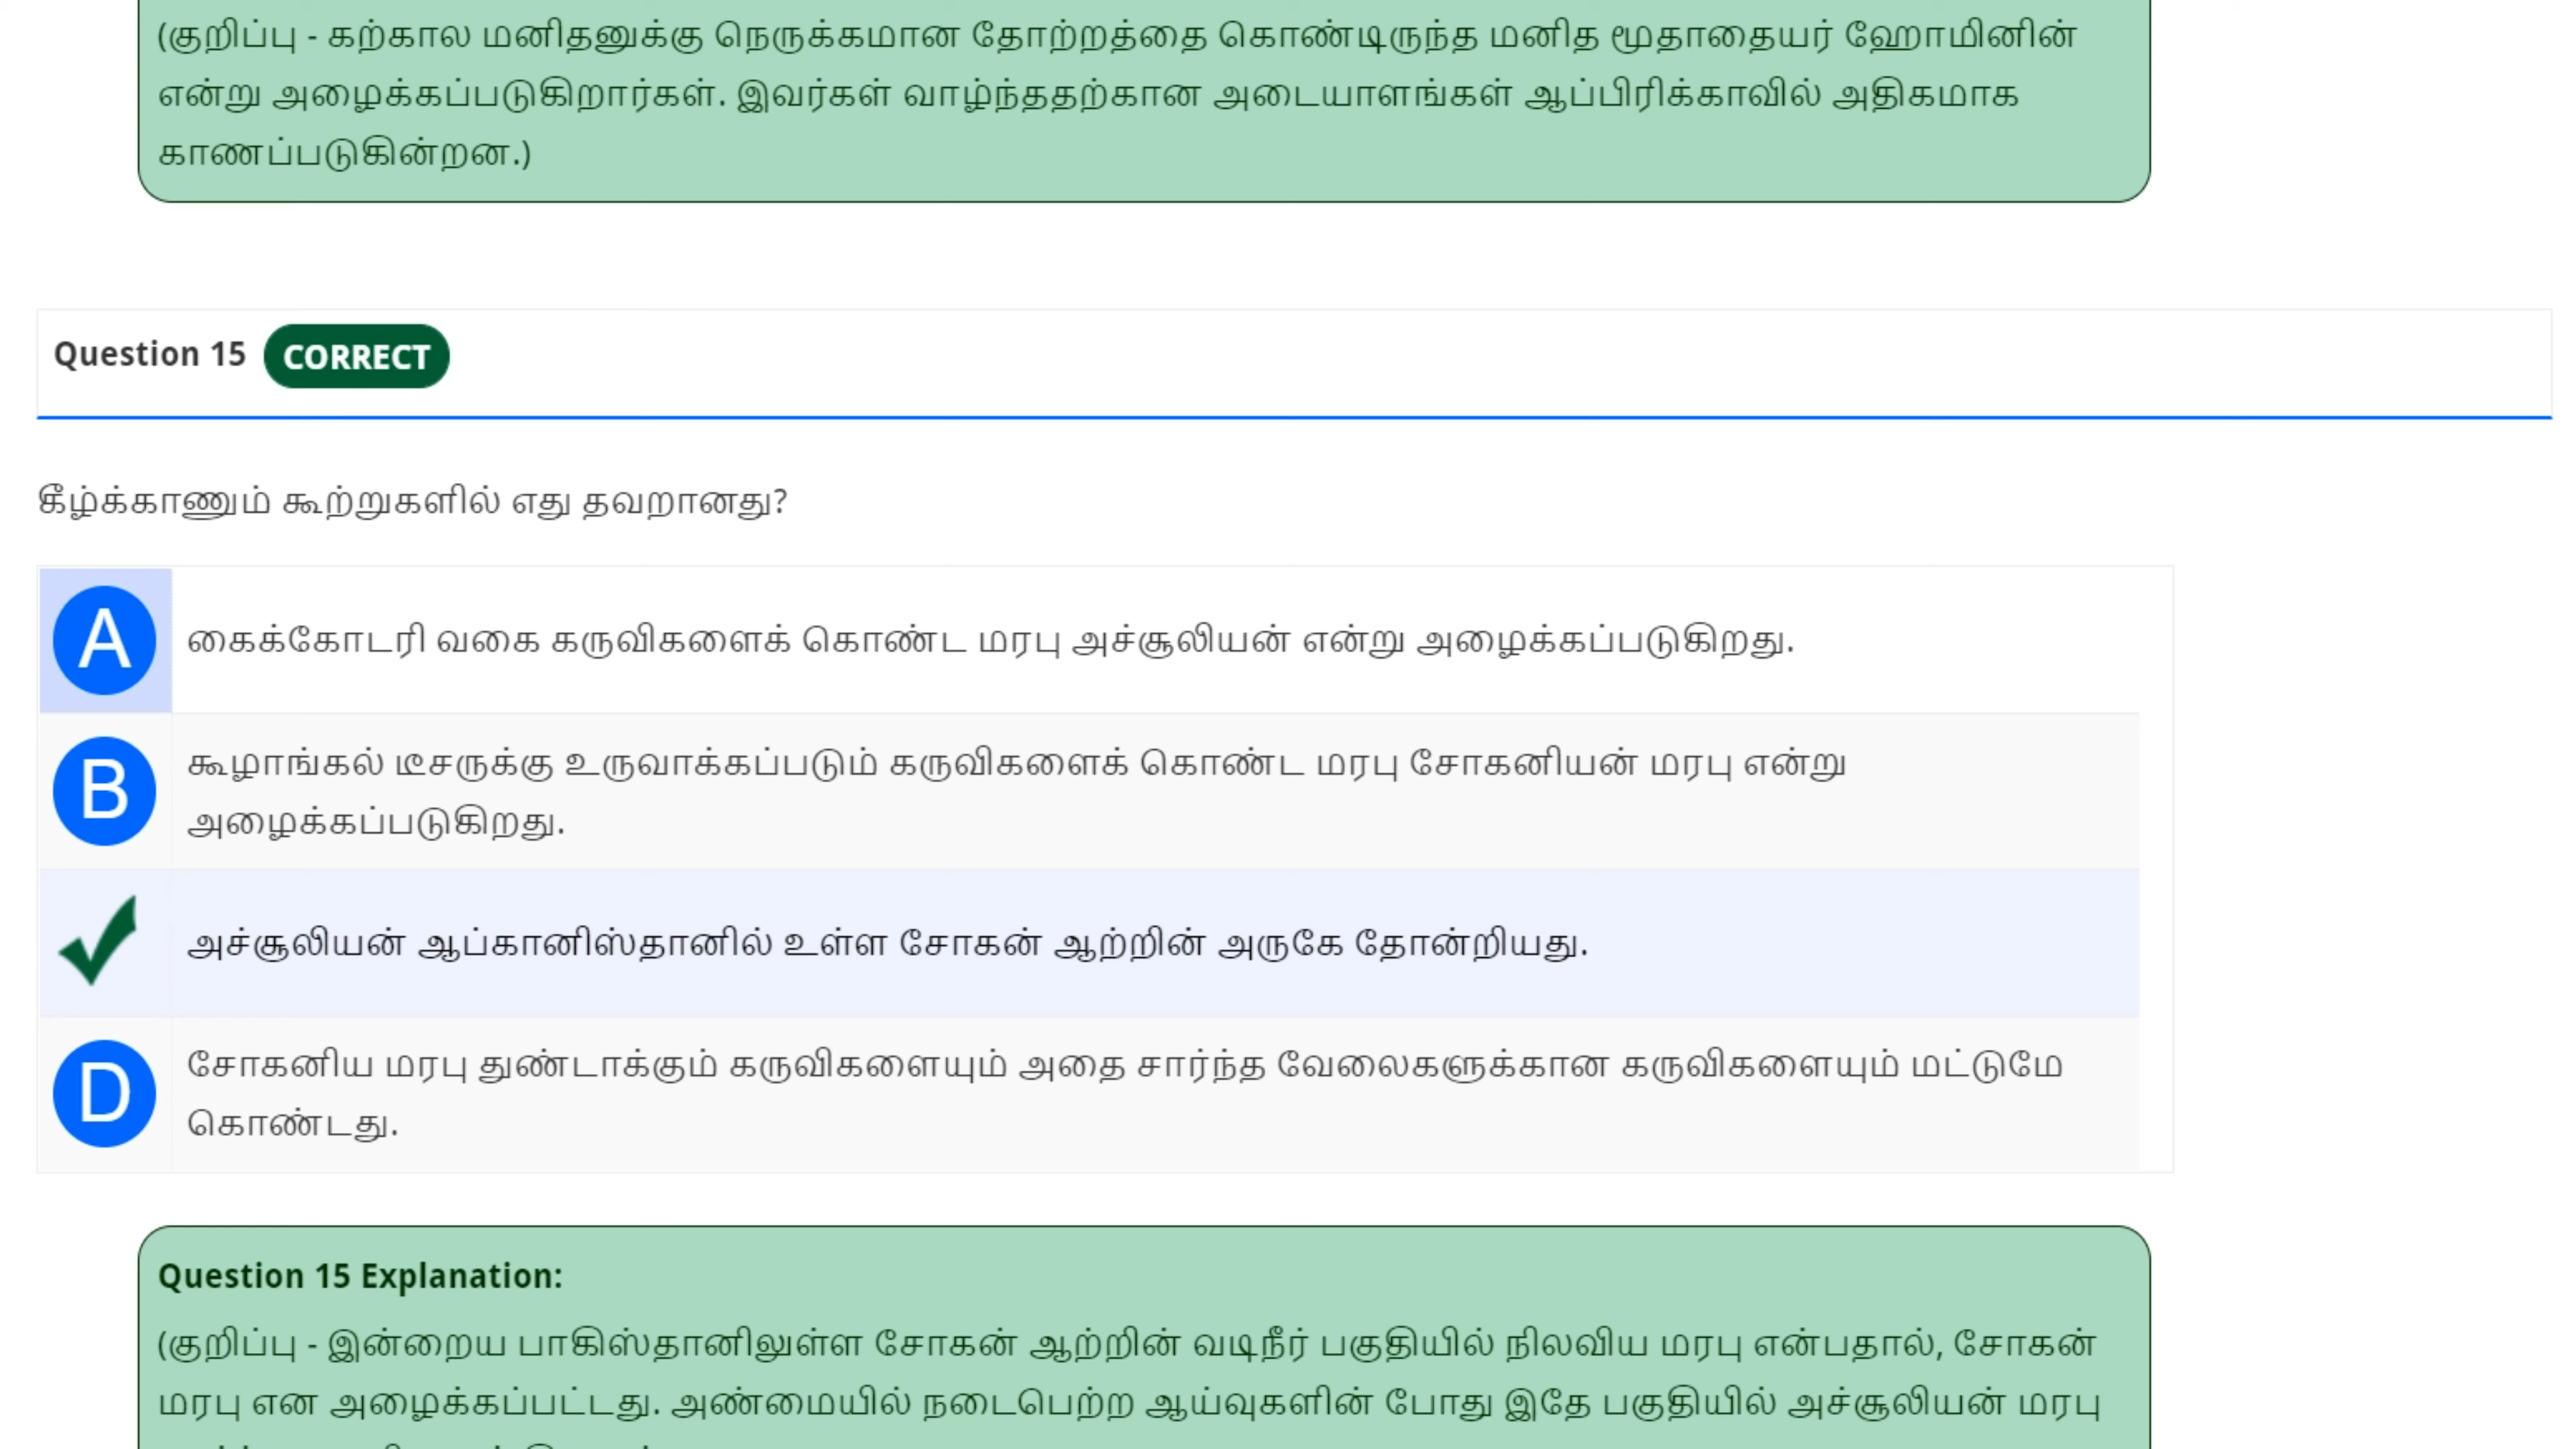 (குறிப்பு - கற்கால மனிதனுக்கு நெருக்கமான தோற்றத்தை கொண்டிருந்த மனித மூதாதையர் ஹோமினின்
என்று அழைக்கப்படுகிறார்கள். இவர்கள் வாழ்ந்ததற்கான அடையாளங்கள் ஆப்பிரிக்காவில் அதிகமாக
காணப்படுகின்றன.)
Question 15 CORRECT
கீழ்க்காணும் கூற்றுகளில் எது தவறானது?
A கைக்கோடரி வகை கருவிகளைக் கொண்ட மரபு அச்சூலியன் என்று அழைக்கப்படுகிறது.
B கூழாங்கல் டீசருக்கு உருவாக்கப்படும் கருவிகளைக் கொண்ட மரபு சோகனியன் மரபு என்று
அழைக்கப்படுகிறது.
அச்சூலியன் ஆப்கானிஸ்தானில் உள்ள சோகன் ஆற்றின் அருகே தோன்றியது.
D சோகனிய மரபு துண்டாக்கும் கருவிகளையும் அதை சார்ந்த வேலைகளுக்கான கருவிகளையும் மட்டுமே
கொண்டது.
Question 15 Explanation:
(குறிப்பு - இன்றைய பாகிஸ்தானிலுள்ள சோகன் ஆற்றின் வடிநீர் பகுதியில் நிலவிய மரபு என்பதால், சோகன்
மரபு என அழைக்கப்பட்டது. அண்மையில் நடைபெற்ற ஆய்வுகளின் போது இதே பகுதியில் அச்சூலியன் மரபு